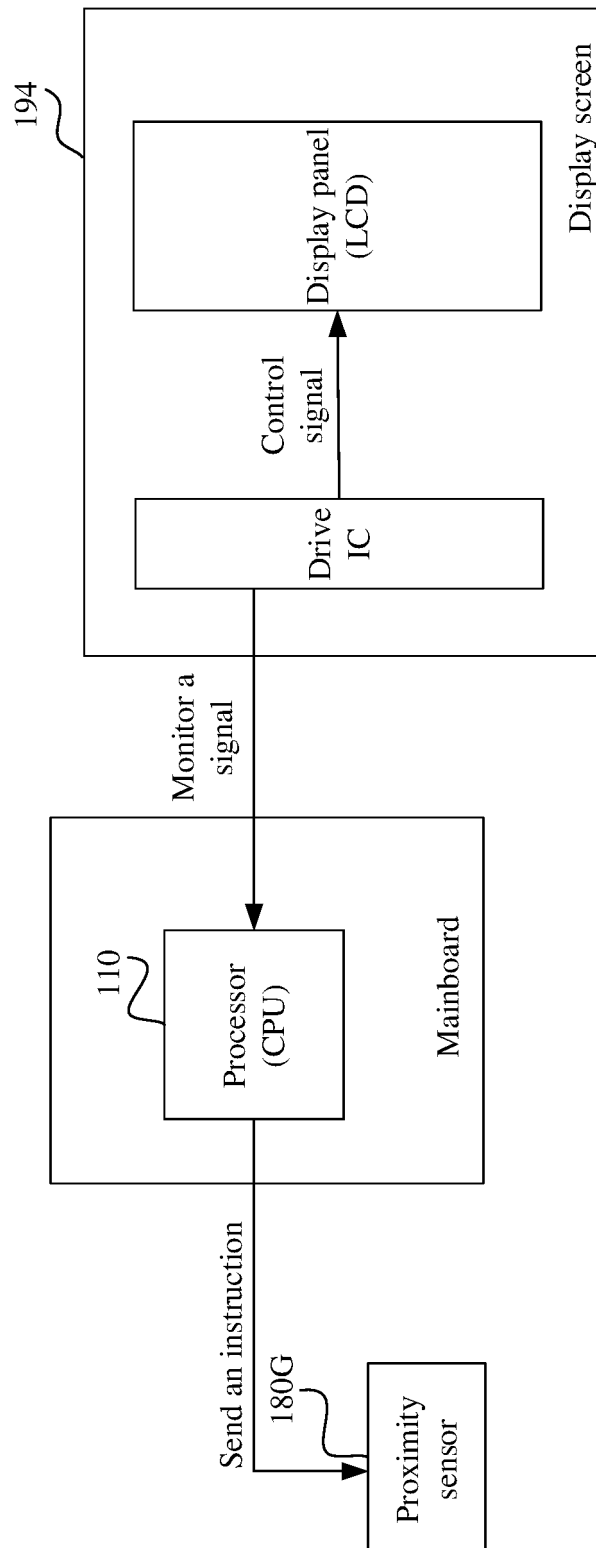 180G
Proximity
sensor
Send an instruction
110
Processor
(CPU)
Mainboard
Monitor a
signal
194
Drive
IC
Control
signal
Display panel
(LCD)
Display screen